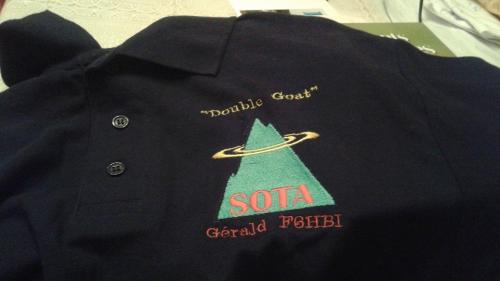 "Double Goat"
SOTA
Gérald F6HBI